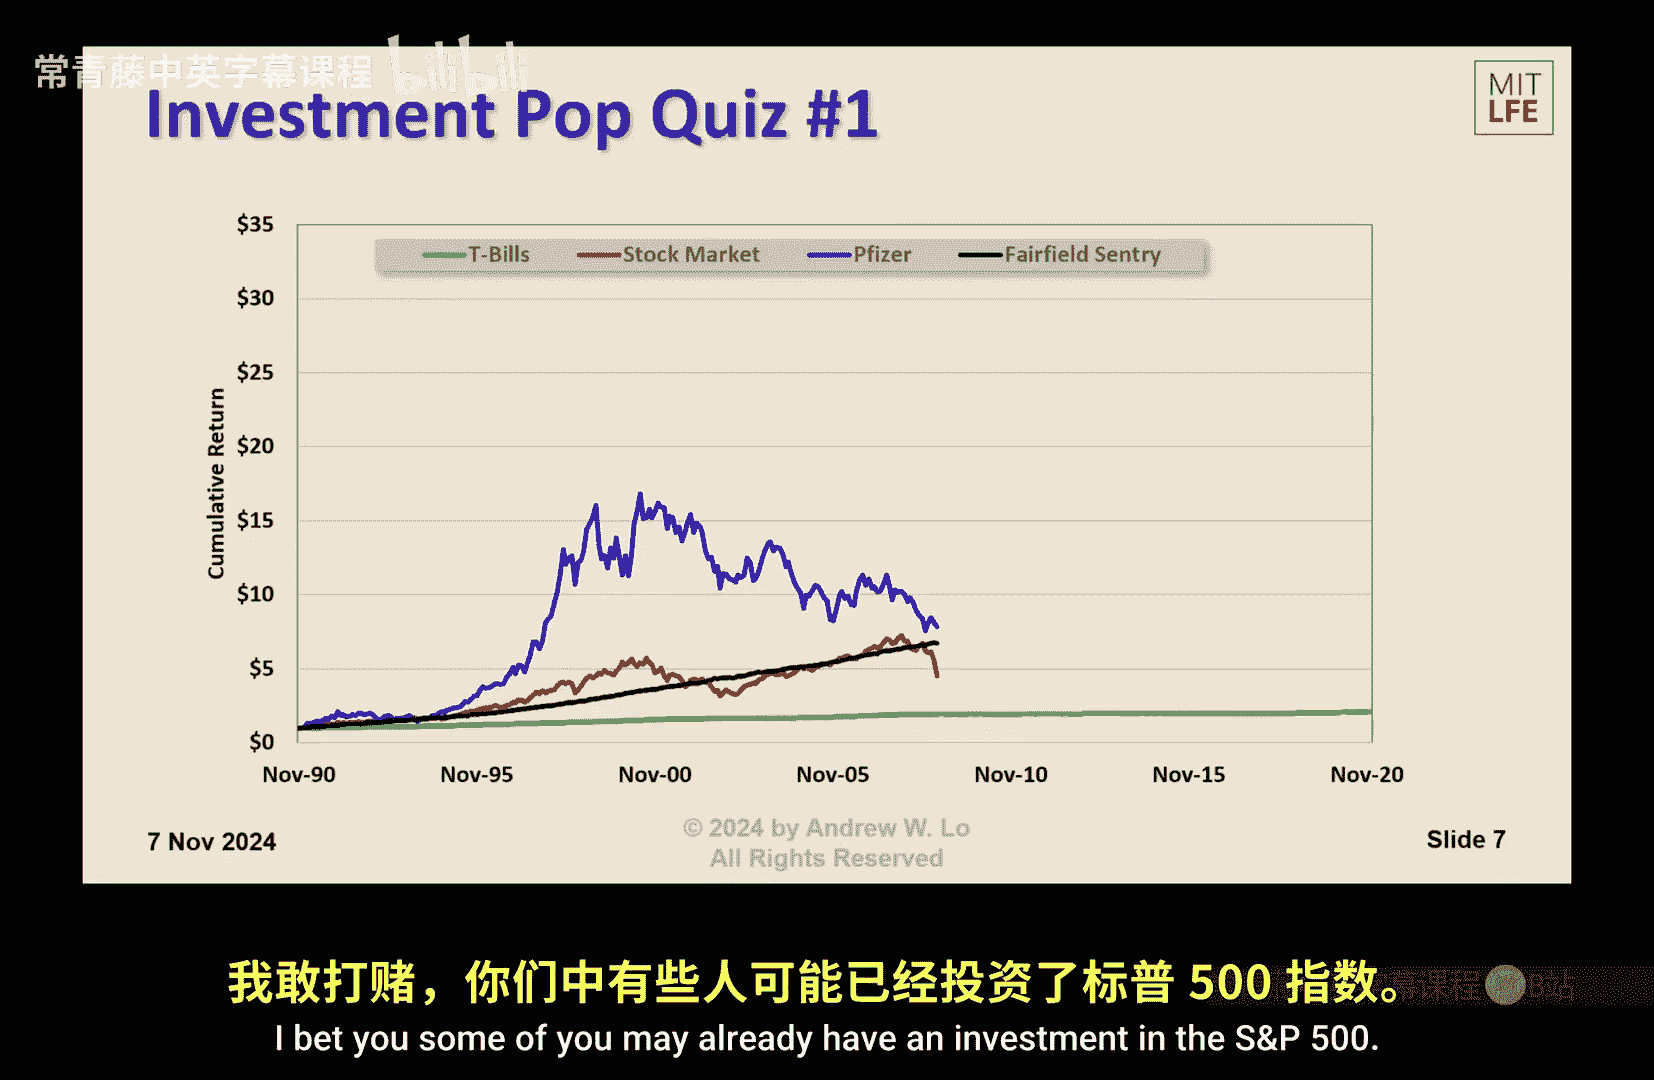 常青藤中英字幕课程 bilibili
Investment Pop Quiz #1
MIT
LFE
$35
T-Bills Stock Market Pfizer Fairfield Sentry
$30
$25
$20
$15
$10
$5
$0
Cumulative Return
Nov-90 Nov-95 Nov-00 Nov-05 Nov-10 Nov-15 Nov-20
7 Nov 2024
© 2024 by Andrew W. Lo
All Rights Reserved
Slide 7
我敢打赌，你们中有些人可能已经投资了标普 500 指数。
I bet you some of you may already have an investment in the S&P 500.